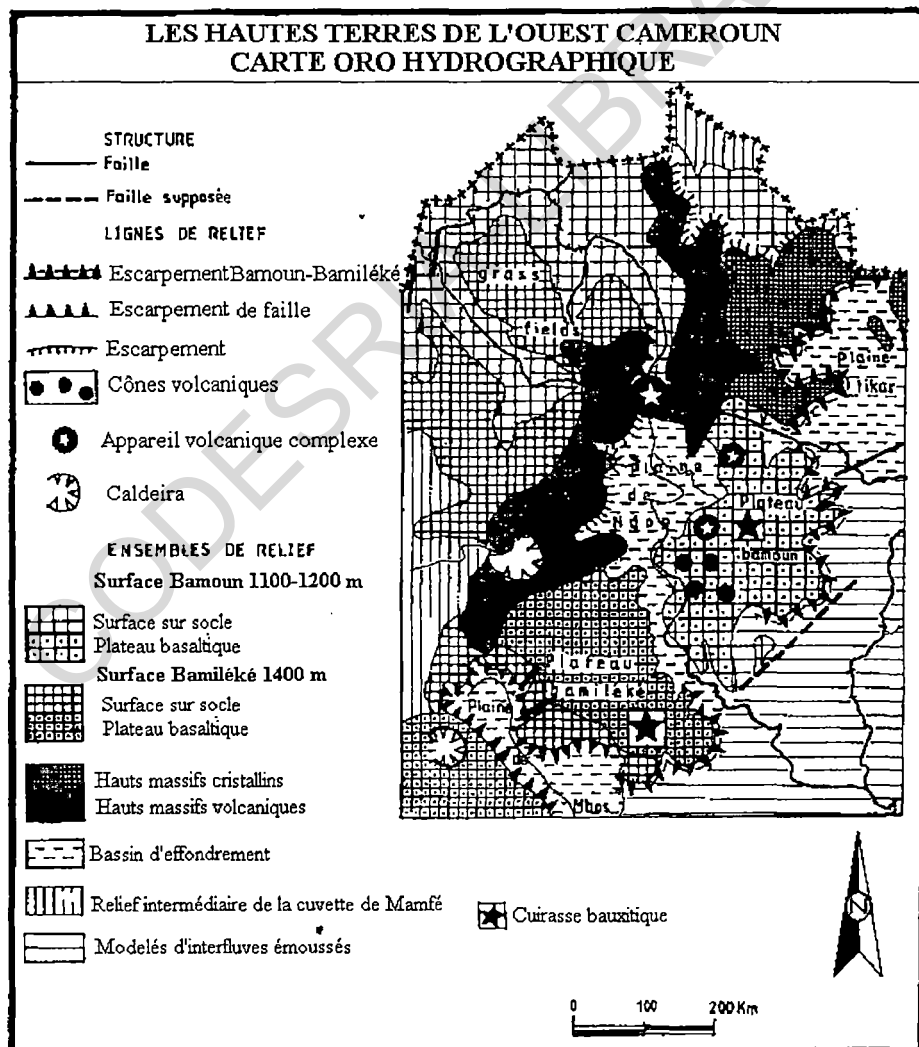 LES HAUTES TERRES DE L'OUEST CAMEROUN
CARTE ORO HYDROGRAPHIQUE
STRUCTURE
Faille
Faille supposée
LIGNES DE RELIEF
EscarpementBamoun-Bamiléké
Escarpement de faille
Escarpement
Cônes volcaniques
Appareil volcanique complexe
Caldeira
ENSEMBLES DE RELIEF
Surface Bamoun 1100-1200 m
Surface sur socle
Plateau basaltique
Surface Bamiléké 1400 m
Surface sur socle
Plateau basaltique
Hauts massifs cristallins
Hauts massifs volcaniques
Bassin d'effondrement
Relief intermédiaire de la cuvette de Mamfé
Modelés d'interfluves émoussés
Cuirasse bauxitique
grass
fields
Plaine
Tikar
Plaine
de
Ndop
Plateau
bamoun
Plateau
bamiléké
Plaine
des
Mbos
N
0 100 200 Km
CODESRIA LIBRA